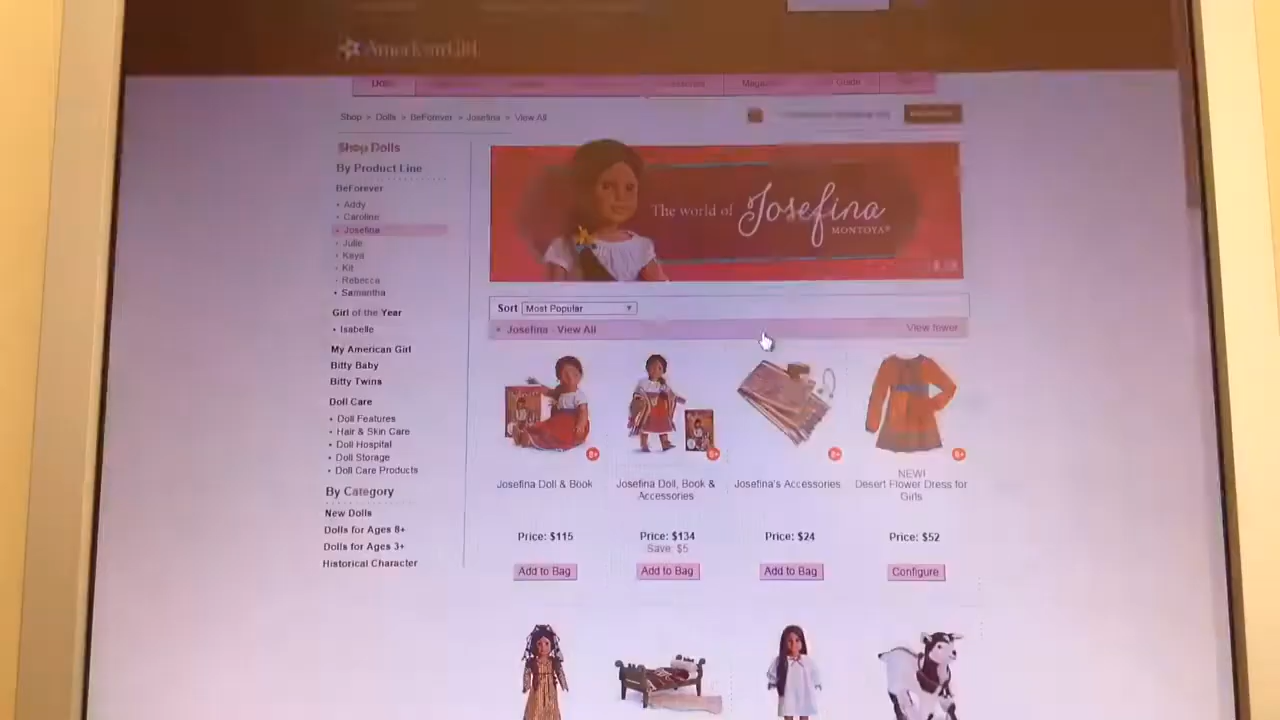 AmericanGirl
Dolls
Guide
Shop > Dolls > BeForever > Josefina > View All
Shop Dolls
By Product Line
BeForever
• Addy
• Caroline
• Josefina
• Julie
• Kaya
• Kit
• Rebecca
• Samantha
Girl of the Year
• Isabelle
My American Girl
Bitty Baby
Bitty Twins
Doll Care
• Doll Features
• Hair & Skin Care
• Doll Hospital
• Doll Storage
• Doll Care Products
By Category
New Dolls
Dolls for Ages 8+
Dolls for Ages 3+
Historical Character
The world of Josefina
MONTOYA®
Sort Most Popular
Josefina - View All
View fewer
8+ 8+ 8+ 8+
Josefina Doll & Book
Price: $115
Add to Bag
Josefina Doll, Book &
Accessories
Price: $134
Save: $5
Add to Bag
Josefina's Accessories
Price: $24
Add to Bag
NEW!
Desert Flower Dress for
Girls
Price: $52
Configure